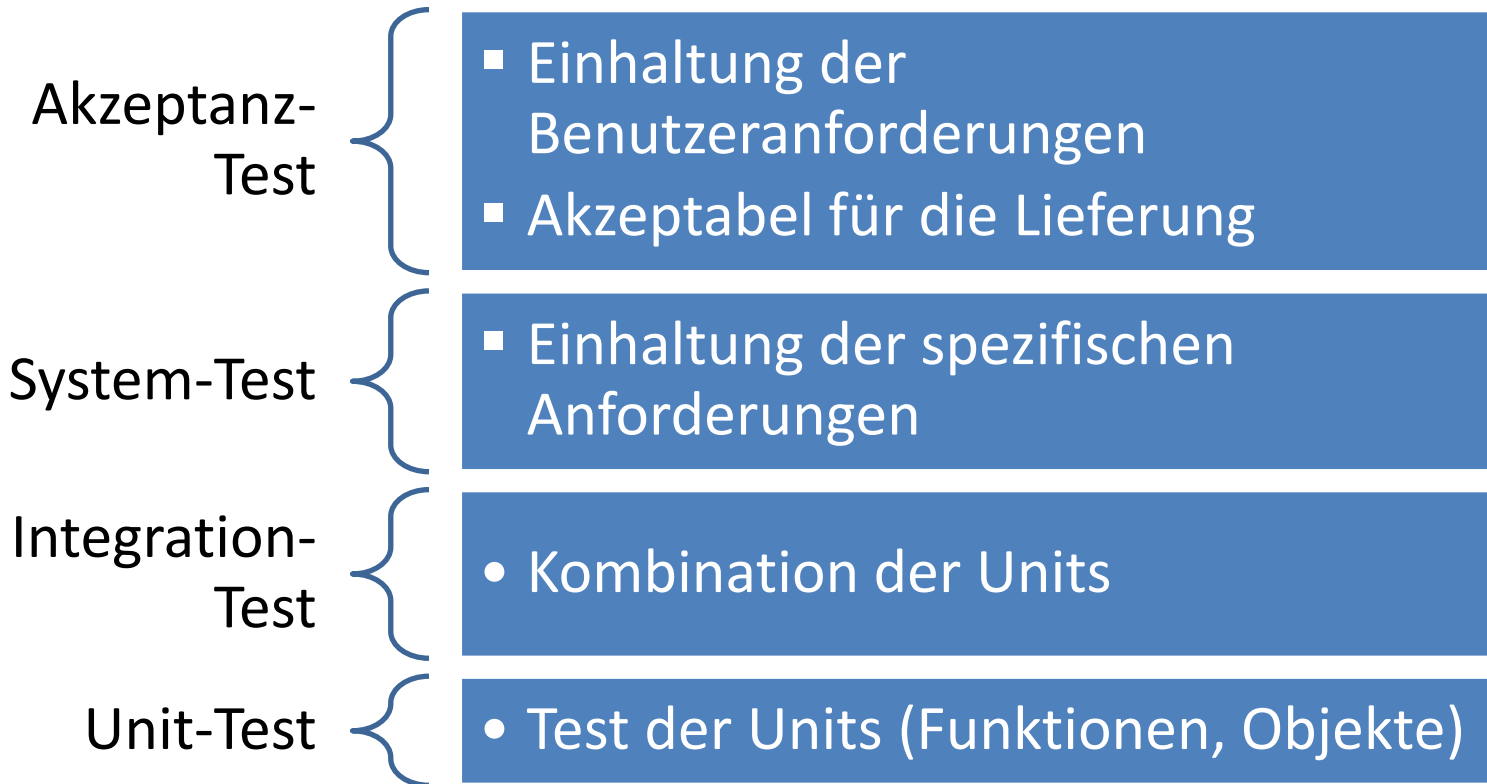 Akzeptanz-
Test
▪ Einhaltung der
Benutzeranforderungen
▪ Akzeptabel für die Lieferung
System-Test
▪ Einhaltung der spezifischen
Anforderungen
Integration-
Test
• Kombination der Units
Unit-Test
• Test der Units (Funktionen, Objekte)